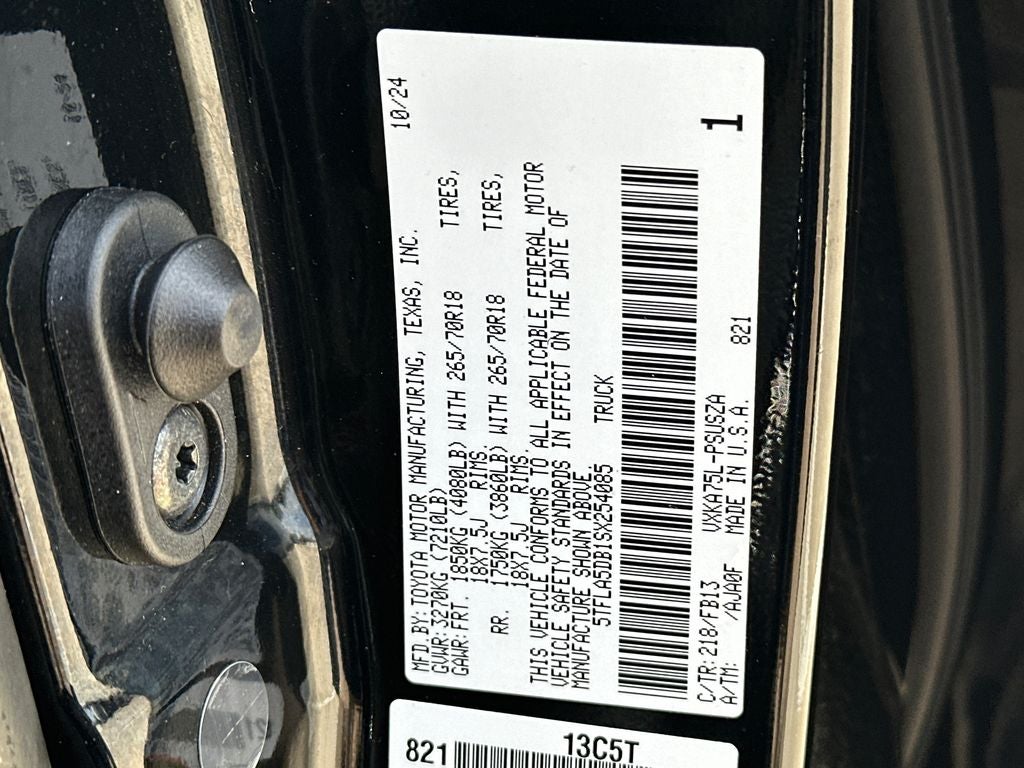 MFD.BY:TOYOTA MOTOR MANUFACTURING, TEXAS, INC. 10/24
GVWR:3270KG (7210LB)
GAWR:FRT. 1850KG (4080LB) WITH 265/70R18 TIRES,
18X7.5J RIMS.
RR. 1750KG (3860LB) WITH 265/70R18 TIRES,
18X7.5J RIMS.
THIS VEHICLE CONFORMS TO ALL APPLICABLE FEDERAL MOTOR
VEHICLE SAFETY STANDARDS IN EFFECT ON THE DATE OF
MANUFACTURE SHOWN ABOVE.
5TFLA5DB1SX254085 TRUCK
1
C/TR:218/FB13 VXKA75L-PSUSZA
A/TM: /AJA0F MADE IN U.S.A. 821
821 13C5T